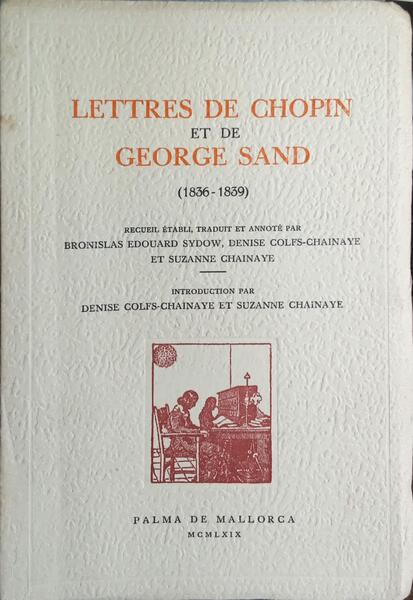 LETTRES DE CHOPIN
ET DE
GEORGE SAND
(1836-1839)
RECUEIL ÉTABLI, TRADUIT ET ANNOTÉ PAR
BRONISLAS EDOUARD SYDOW, DENISE COLFS-CHAINAYE
ET SUZANNE CHAINAYE
INTRODUCTION PAR
DENISE COLFS-CHAINAYE ET SUZANNE CHAINAYE
PALMA DE MALLORCA
MCMLXIX